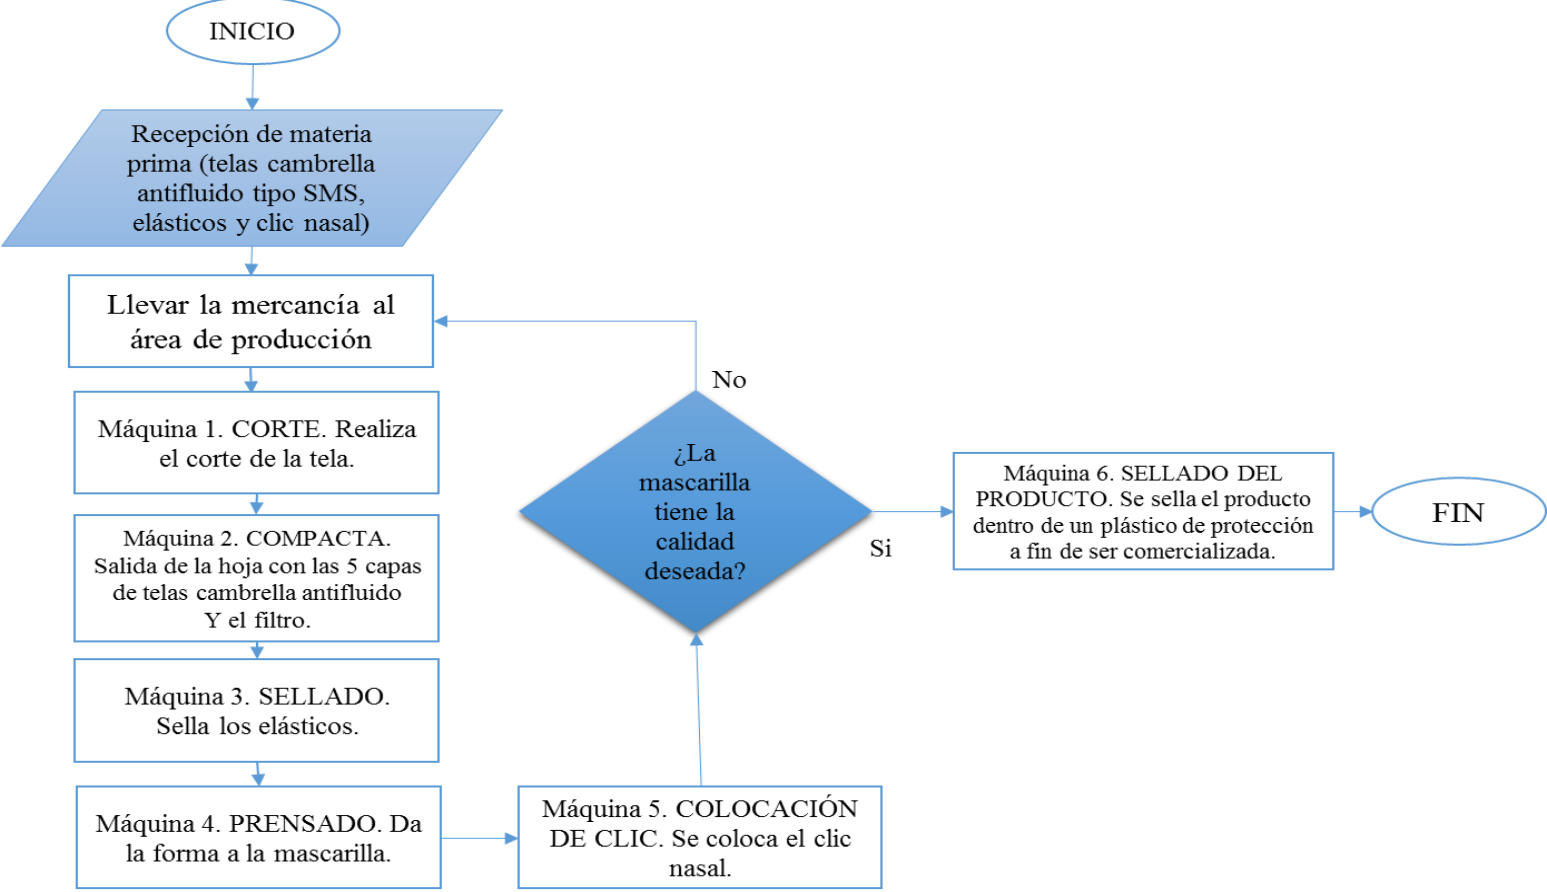 INICIO
Recepción de materia
prima (telas cambrella
antifluido tipo SMS,
elásticos y clic nasal)
Llevar la mercancía al
área de producción
Máquina 1. CORTE. Realiza
el corte de la tela.
Máquina 2. COMPACTA.
Salida de la hoja con las 5 capas
de telas cambrella antifluido
Y el filtro.
Máquina 3. SELLADO.
Sella los elásticos.
Máquina 4. PRENSADO. Da
la forma a la mascarilla.
Máquina 5. COLOCACIÓN
DE CLIC. Se coloca el clic
nasal.
No
¿La
mascarilla
tiene la
calidad
deseada?
Si
Máquina 6. SELLADO DEL
PRODUCTO. Se sella el producto
dentro de un plástico de protección
a fin de ser comercializada.
FIN